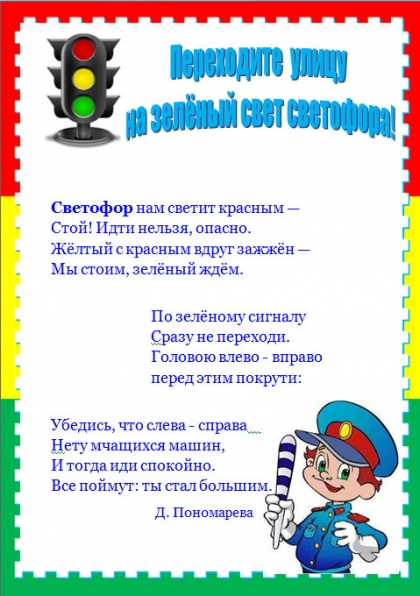 Переходите улицу
на зелёный свет светофора!
Светофор нам светит красным —
Стой! Идти нельзя, опасно.
Жёлтый с красным вдруг зажжён —
Мы стоим, зелёный ждём.
По зелёному сигналу
Сразу не переходи.
Головою влево - вправо
перед этим покрути:
Убедись, что слева - справа
Нету мчащихся машин,
И тогда иди спокойно.
Все поймут: ты стал большим.
Д. Пономарева